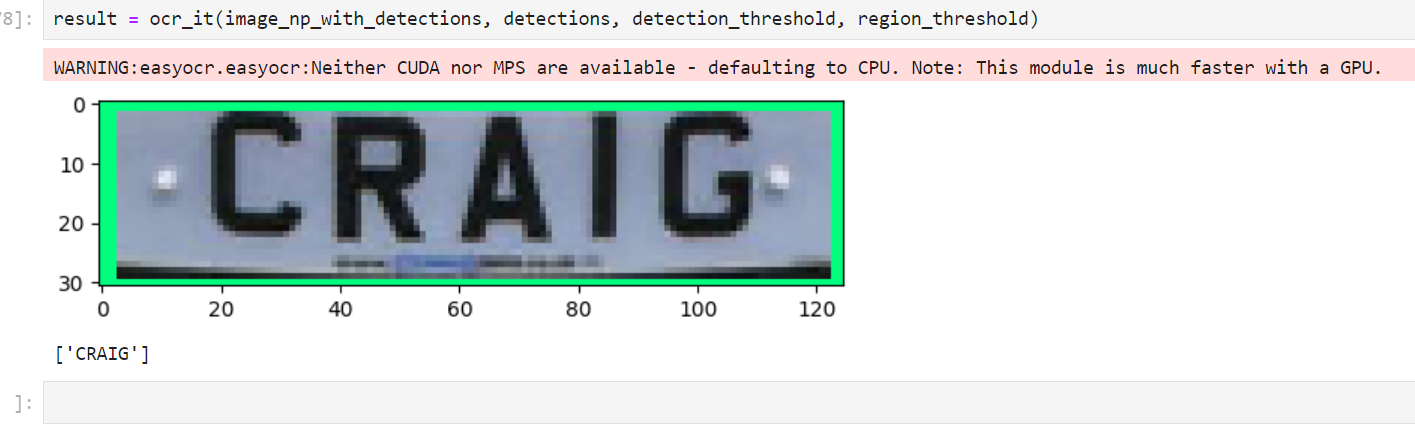 8]:
result = ocr_it(image_np_with_detections, detections, detection_threshold, region_threshold)
WARNING:easyocr.easyocr:Neither CUDA nor MPS are available - defaulting to CPU. Note: This module is much faster with a GPU.
0
10
20
30
CRAIG
0 20 40 60 80 100 120
['CRAIG']
]: